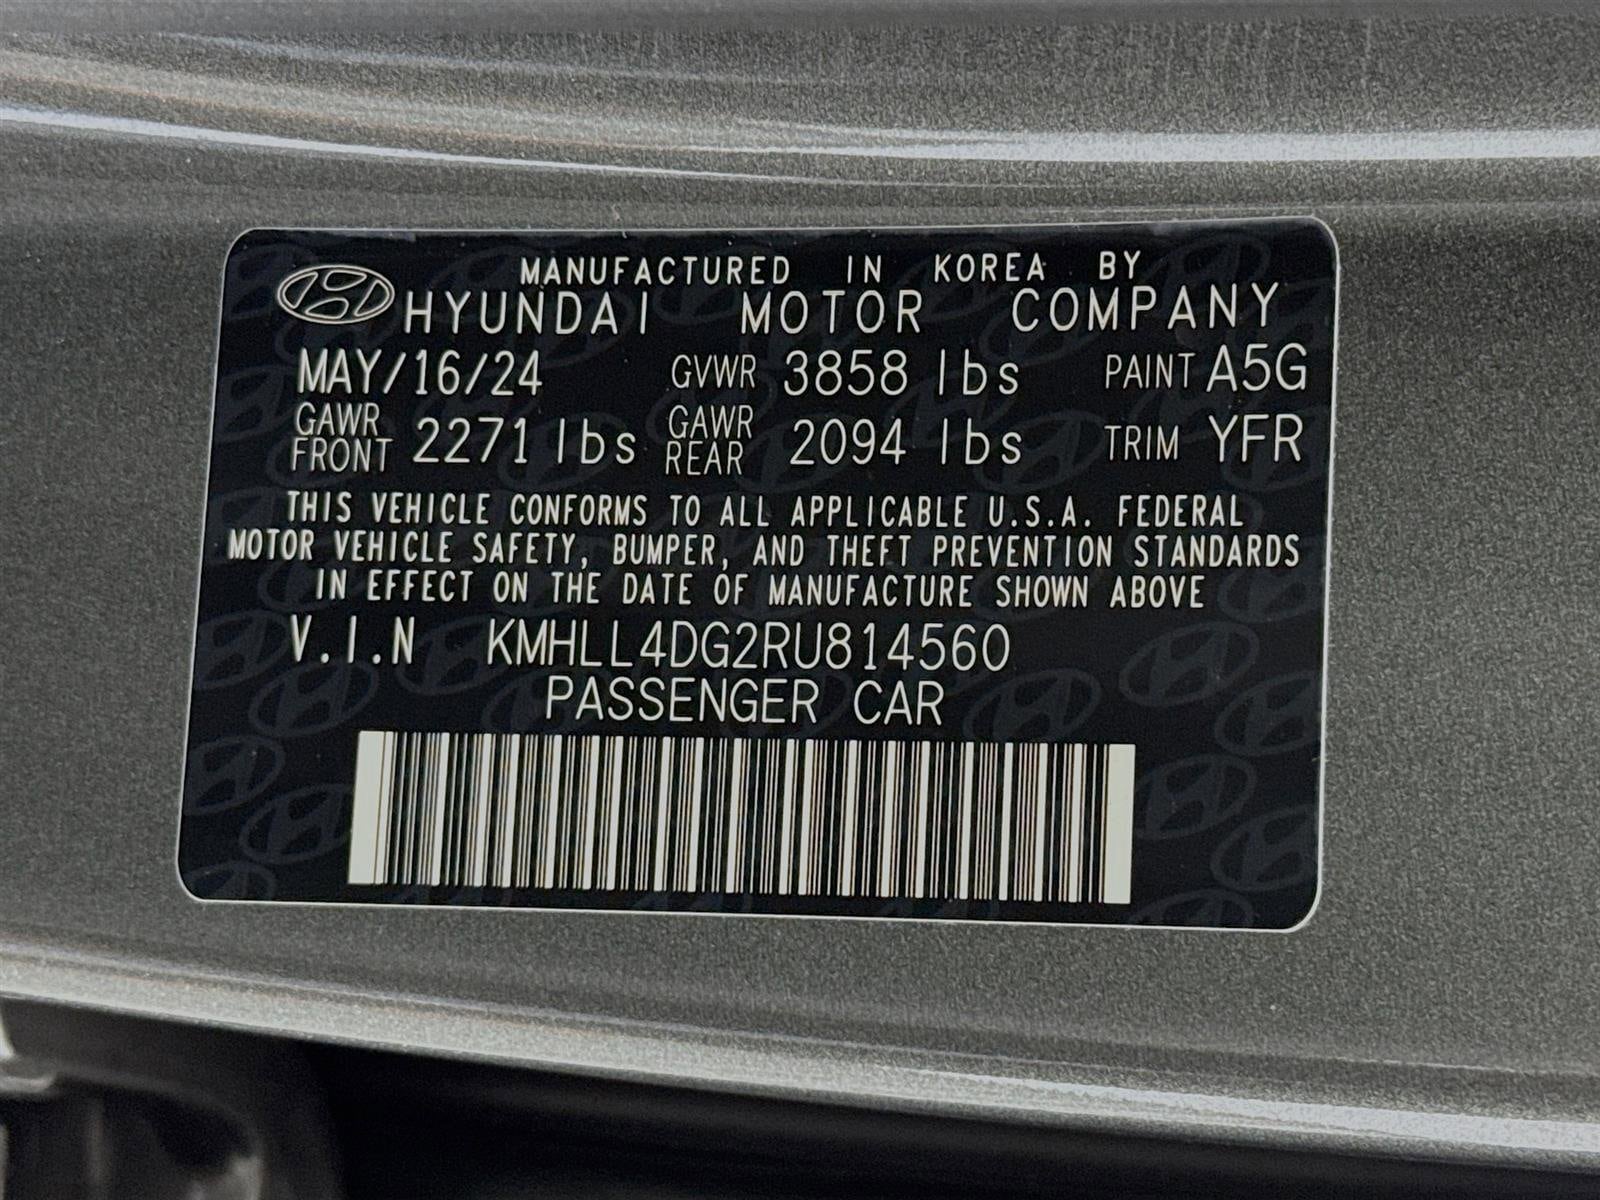 MANUFACTURED IN KOREA BY
HYUNDAI MOTOR COMPANY
MAY/16/24 GVWR 3858 lbs PAINT A5G
GAWR FRONT 2271 lbs GAWR REAR 2094 lbs TRIM YFR
THIS VEHICLE CONFORMS TO ALL APPLICABLE U.S.A. FEDERAL
MOTOR VEHICLE SAFETY, BUMPER, AND THEFT PREVENTION STANDARDS
IN EFFECT ON THE DATE OF MANUFACTURE SHOWN ABOVE
V.I.N KMHLL4DG2RU814560
PASSENGER CAR